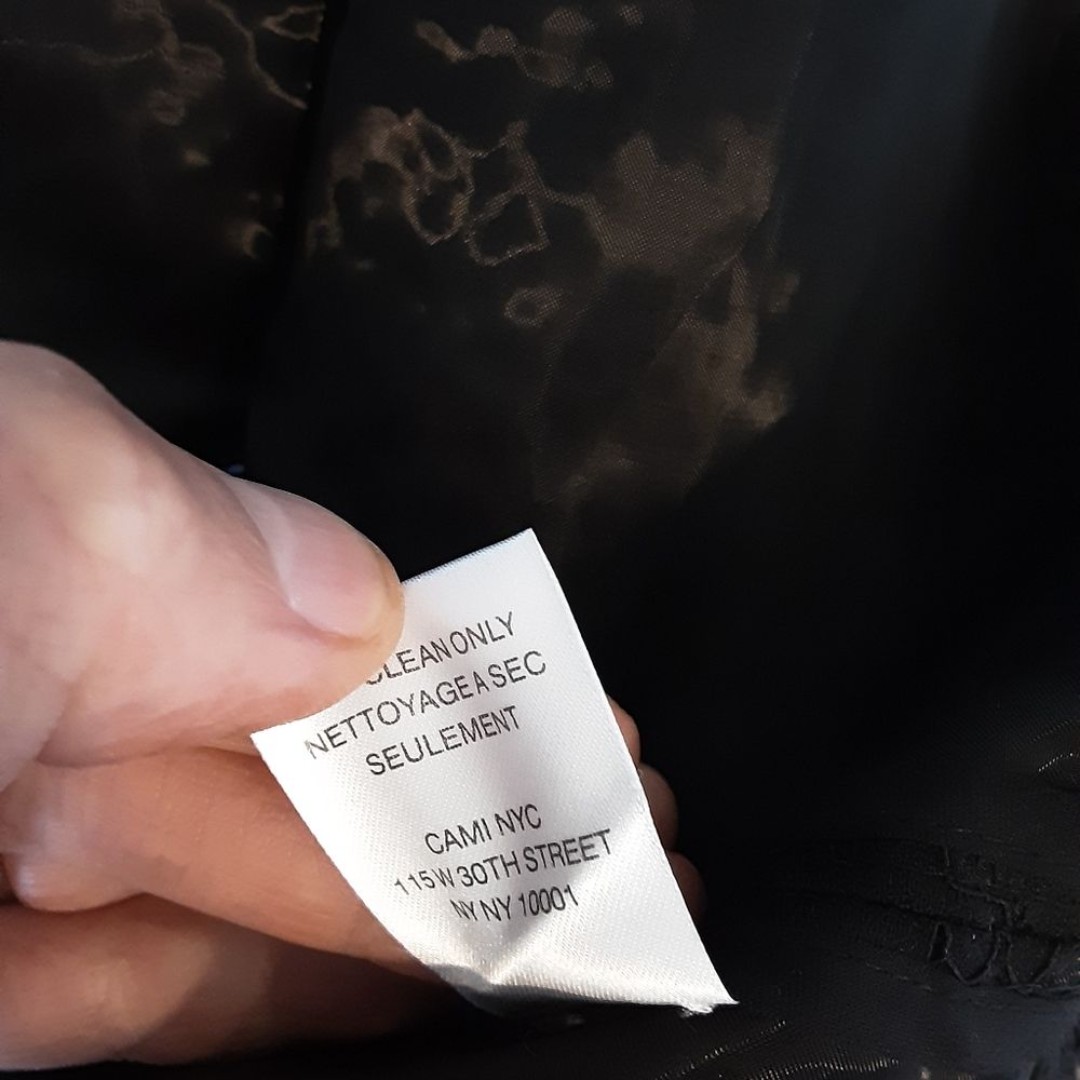 CLEAN ONLY
NETTOYAGE A SEC
SEULEMENT
CAMI NYC
115 W 30TH STREET
NY NY 10001